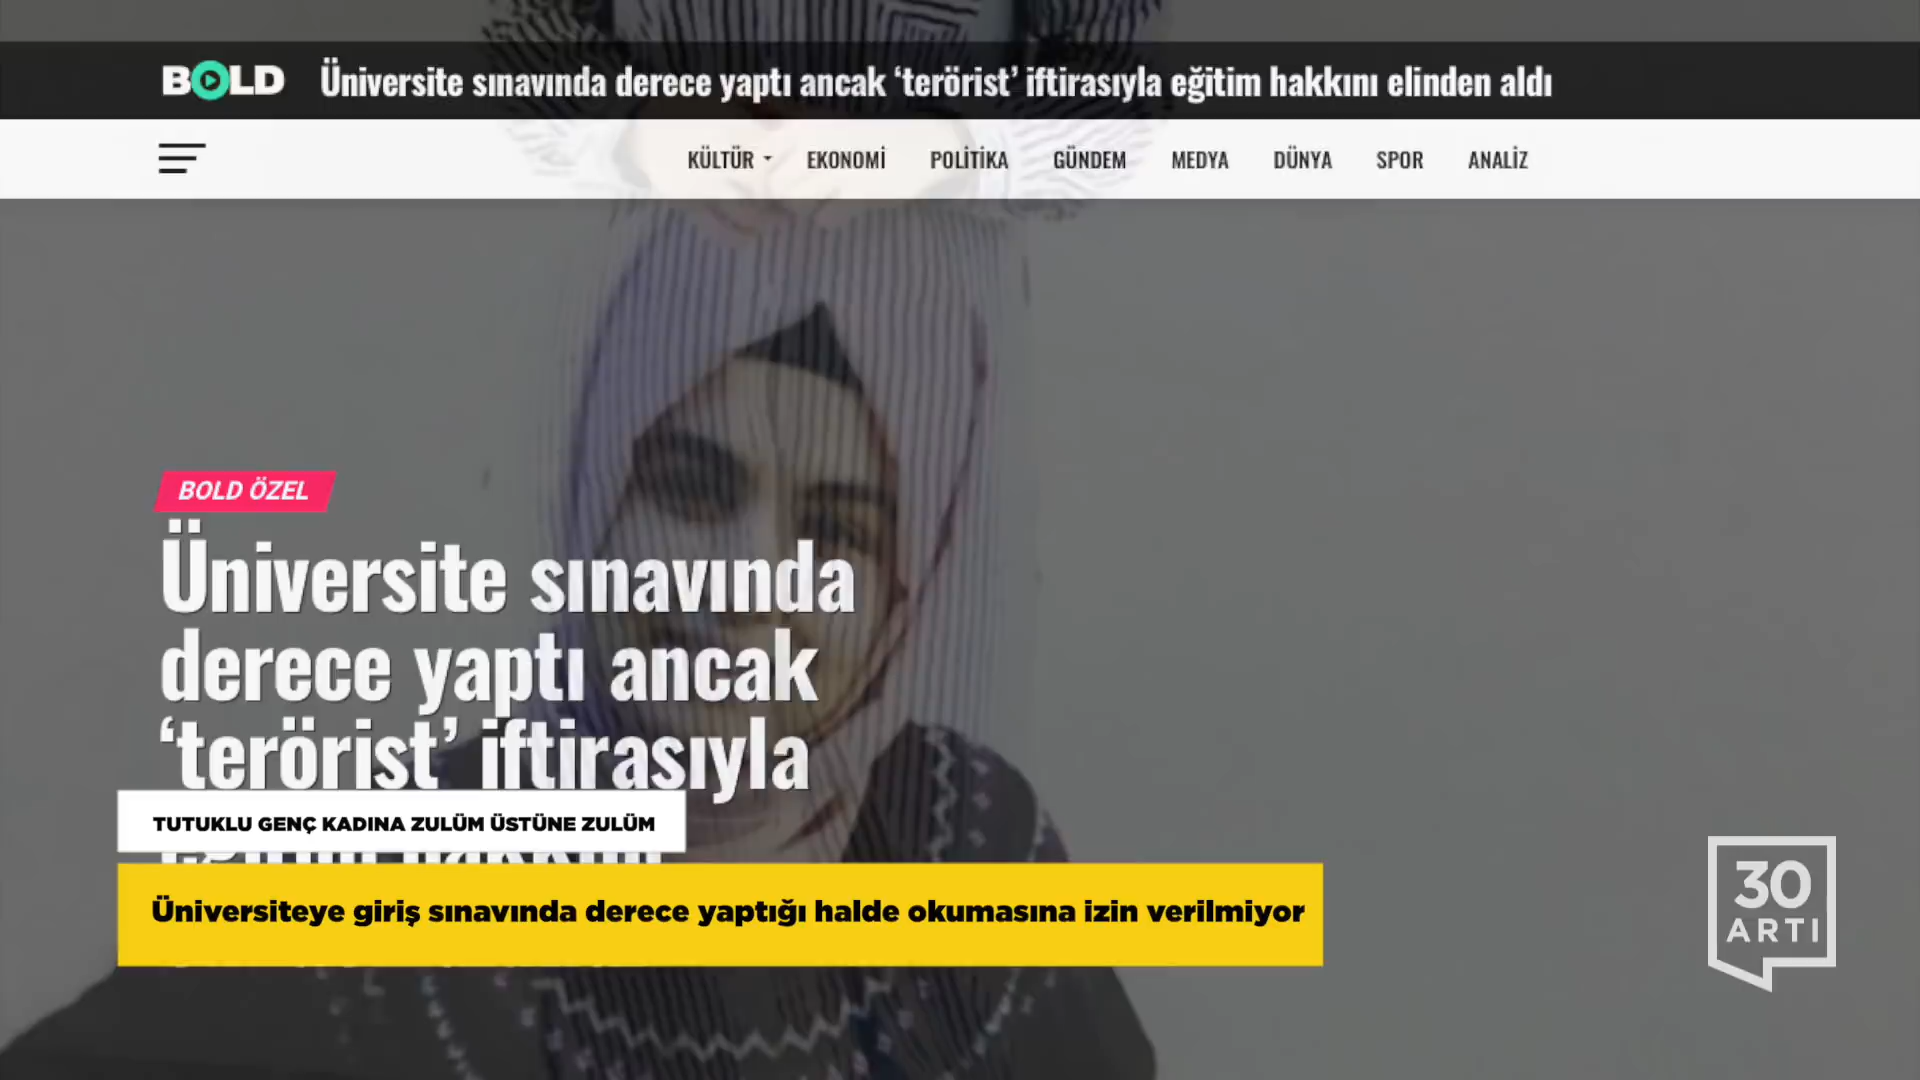 BOLD Üniversite sınavında derece yaptı ancak ‘terörist’ iftirasıyla eğitim hakkını elinden aldı
KÜLTÜR EKONOMİ POLİTİKA GÜNDEM MEDYA DÜNYA SPOR ANALİZ
BOLD ÖZEL
Üniversite sınavında
derece yaptı ancak
‘terörist’ iftirasıyla
TUTUKLU GENÇ KADINA ZULÜM ÜSTÜNE ZULÜM
Üniversiteye giriş sınavında derece yaptığı halde okumasına izin verilmiyor
30
ARTI